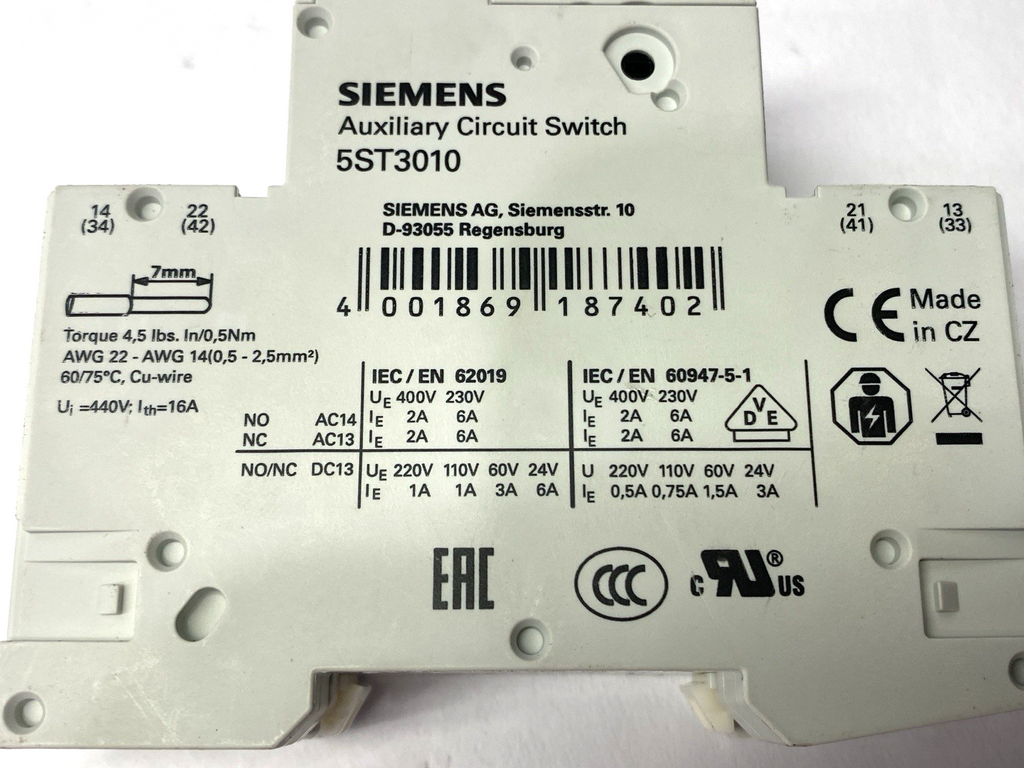 SIEMENS
Auxiliary Circuit Switch
5ST3010
14 22
(34) (42)
SIEMENS AG, Siemensstr. 10
D-93055 Regensburg
21 13
(41) (33)
7mm
4 001869 187402
CE Made
in CZ
Torque 4,5 lbs. In/0,5Nm
AWG 22 - AWG 14(0,5 - 2,5mm²)
60/75°C, Cu-wire
Ui =440V; Ith=16A
IEC / EN 62019
UE 400V 230V
NO AC14 IE 2A 6A
NC AC13 IE 2A 6A
NO/NC DC13 UE 220V 110V 60V 24V
IE 1A 1A 3A 6A
IEC / EN 60947-5-1
UE 400V 230V
IE 2A 6A
IE 2A 6A
U 220V 110V 60V 24V
IE 0,5A 0,75A 1,5A 3A
VDE
EAC
CCC
c RU® US